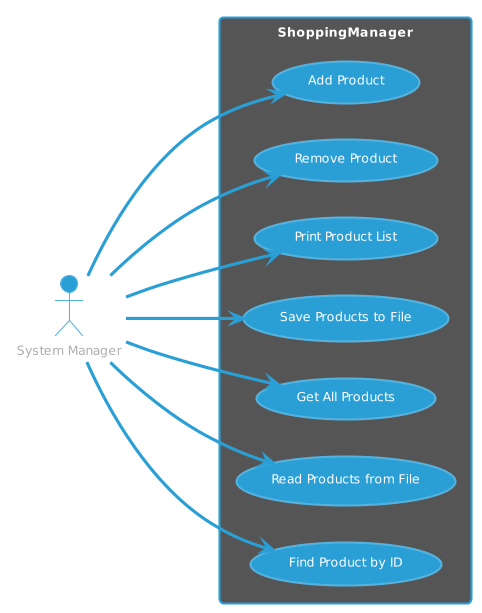 ShoppingManager
Add Product
Remove Product
Print Product List
Save Products to File
System Manager
Get All Products
Read Products from File
Find Product by ID